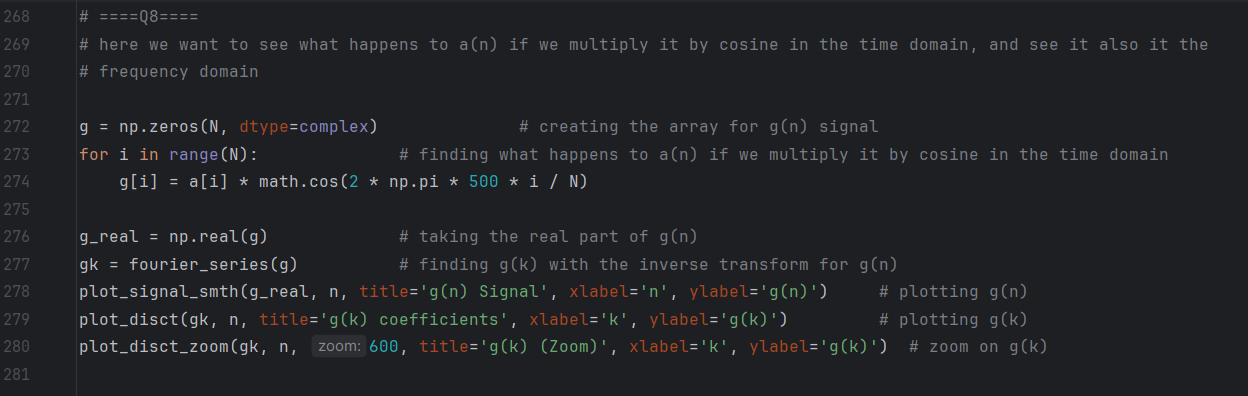 268 # ====Q8====
269 # here we want to see what happens to a(n) if we multiply it by cosine in the time domain, and see it also it the
270 # frequency domain
271
272 g = np.zeros(N, dtype=complex) # creating the array for g(n) signal
273 for i in range(N): # finding what happens to a(n) if we multiply it by cosine in the time domain
274 g[i] = a[i] * math.cos(2 * np.pi * 500 * i / N)
275
276 g_real = np.real(g) # taking the real part of g(n)
277 gk = fourier_series(g) # finding g(k) with the inverse transform for g(n)
278 plot_signal_smth(g_real, n, title='g(n) Signal', xlabel='n', ylabel='g(n)') # plotting g(n)
279 plot_disct(gk, n, title='g(k) coefficients', xlabel='k', ylabel='g(k)') # plotting g(k)
280 plot_disct_zoom(gk, n, zoom: 600, title='g(k) (Zoom)', xlabel='k', ylabel='g(k)') # zoom on g(k)
281